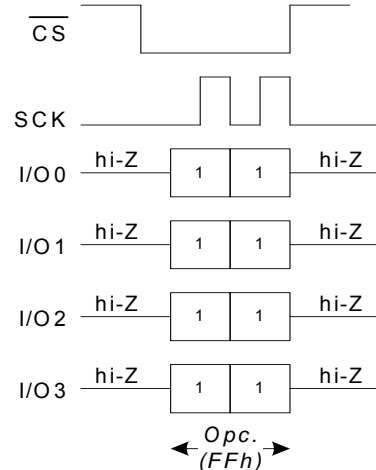 CS
SCK
hi-Z 1 1 hi-Z
I/O0
hi-Z 1 1 hi-Z
I/O1
hi-Z 1 1 hi-Z
I/O2
hi-Z 1 1 hi-Z
I/O3
Opc.
(FFh)